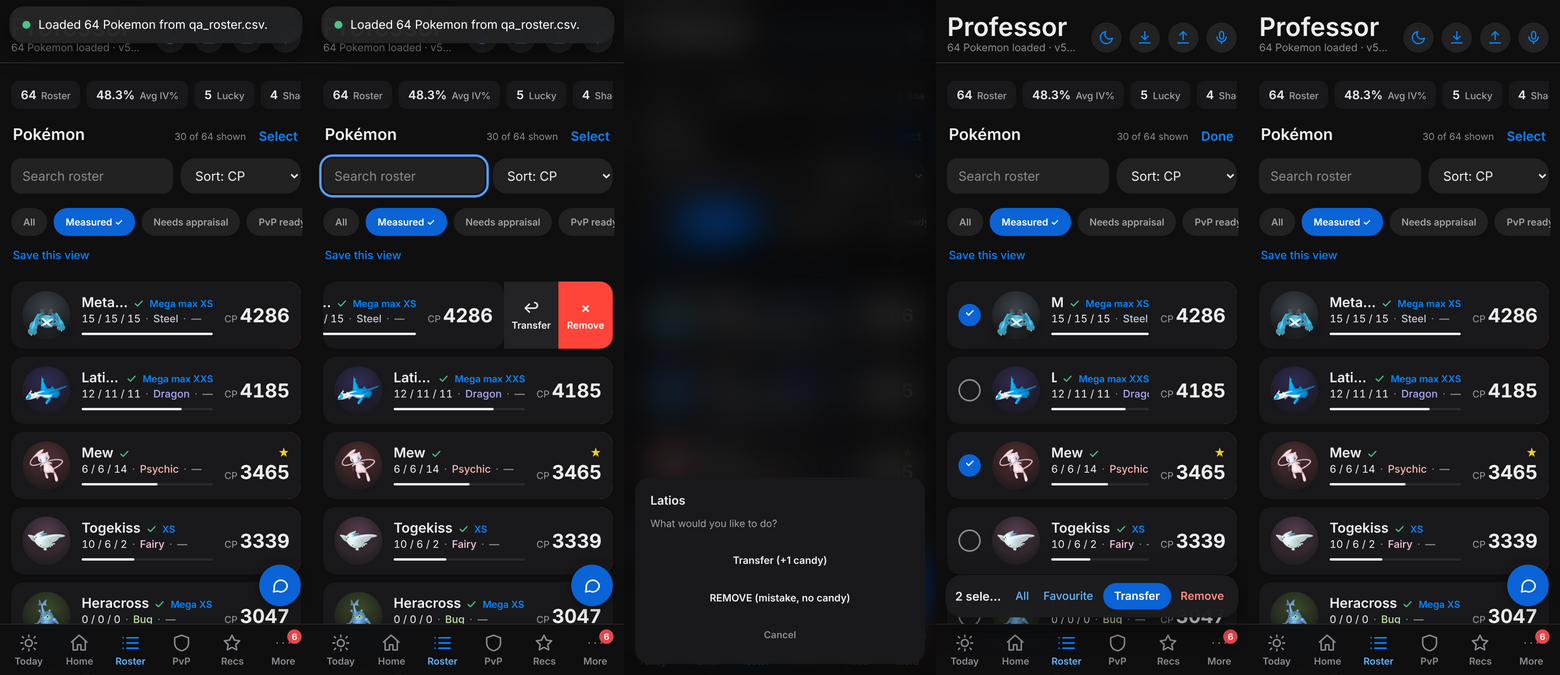 Loaded 64 Pokemon from qa_roster.csv.
64 Pokemon loaded · v5...
64 Roster
48.3% Avg IV%
5 Lucky
4 Sha
Pokémon
30 of 64 shown
Select
Search roster
Sort: CP
All
Measured ✓
Needs appraisal
PvP ready
Save this view
Meta... ✓ Mega max XS
15 / 15 / 15 · Steel · —
CP 4286
Lati... ✓ Mega max XXS
12 / 11 / 11 · Dragon · —
CP 4185
Mew ✓
6 / 6 / 14 · Psychic · —
★
CP 3465
Togekiss ✓ XS
10 / 6 / 2 · Fairy · —
CP 3339
Heracross ✓ Mega XS
0 / 0 / 0 · Bug · —
3047
Today
Home
Roster
PvP
Recs
6
More
Loaded 64 Pokemon from qa_roster.csv.
64 Pokemon loaded · v5...
64 Roster
48.3% Avg IV%
5 Lucky
4 Sha
Pokémon
30 of 64 shown
Select
Search roster
Sort: CP
All
Measured ✓
Needs appraisal
PvP ready
Save this view
... ✓ Mega max XS
/ 15 · Steel · —
CP 4286
Transfer
× Remove
Lati... ✓ Mega max XXS
12 / 11 / 11 · Dragon · —
CP 4185
Mew ✓
6 / 6 / 14 · Psychic · —
★
CP 3465
Togekiss ✓ XS
10 / 6 / 2 · Fairy · —
CP 3339
Heracross ✓ Mega XS
0 / 0 / 0 · Bug · —
3047
Today
Home
Roster
PvP
Recs
6
More
Latios
What would you like to do?
Transfer (+1 candy)
REMOVE (mistake, no candy)
Cancel
Professor
64 Pokemon loaded · v5...
64 Roster
48.3% Avg IV%
5 Lucky
4 Sha
Pokémon
30 of 64 shown
Done
Search roster
Sort: CP
All
Measured ✓
Needs appraisal
PvP ready
Save this view
M ✓ Mega max XS
15 / 15 / 15 · Steel
CP 4286
L ✓ Mega max XXS
12 / 11 / 11 · Drag
CP 4185
Mew ✓
6 / 6 / 14 · Psychic
★
CP 3465
Togekiss ✓ XS
10 / 6 / 2 · Fairy · -
CP 3339
2 sele...
All
Favourite
Transfer
Remove
Today
Home
Roster
PvP
Recs
6
More
Professor
64 Pokemon loaded · v5...
64 Roster
48.3% Avg IV%
5 Lucky
4 Sha
Pokémon
30 of 64 shown
Select
Search roster
Sort: CP
All
Measured ✓
Needs appraisal
PvP ready
Save this view
Meta... ✓ Mega max XS
15 / 15 / 15 · Steel · —
CP 4286
Lati... ✓ Mega max XXS
12 / 11 / 11 · Dragon · —
CP 4185
Mew ✓
6 / 6 / 14 · Psychic · —
★
CP 3465
Togekiss ✓ XS
10 / 6 / 2 · Fairy · —
CP 3339
Heracross ✓ Mega XS
0 / 0 / 0 · Bug · —
3047
Today
Home
Roster
PvP
Recs
6
More